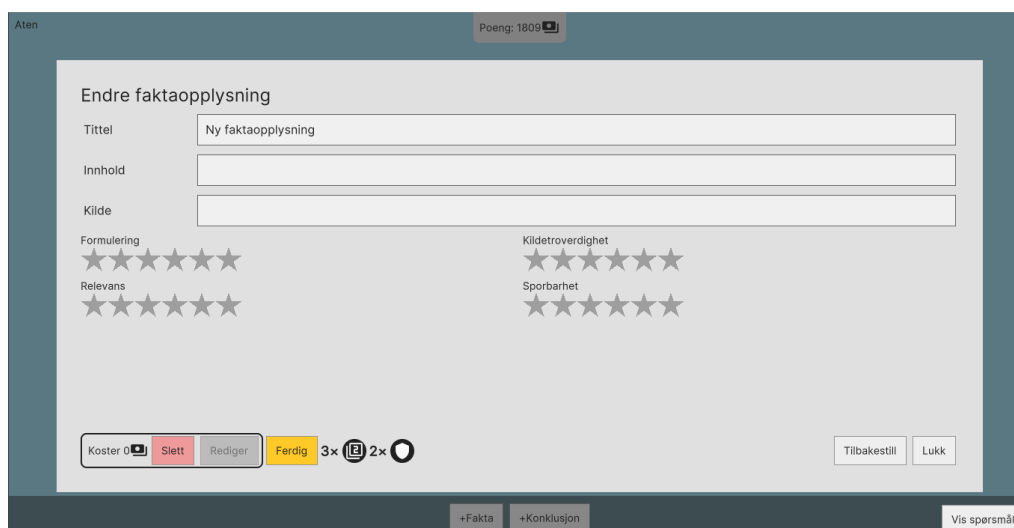 Aten
Poeng: 1809
Endre faktaopplysning
Tittel
Ny faktaopplysning
Innhold
Kilde
Formulering
Kildetroverdighet
Relevans
Sporbarhet
Koster 0 Slett Rediger Ferdig 3× 2 2× Tilbakestill Lukk
+Fakta +Konklusjon Vis spørsmål